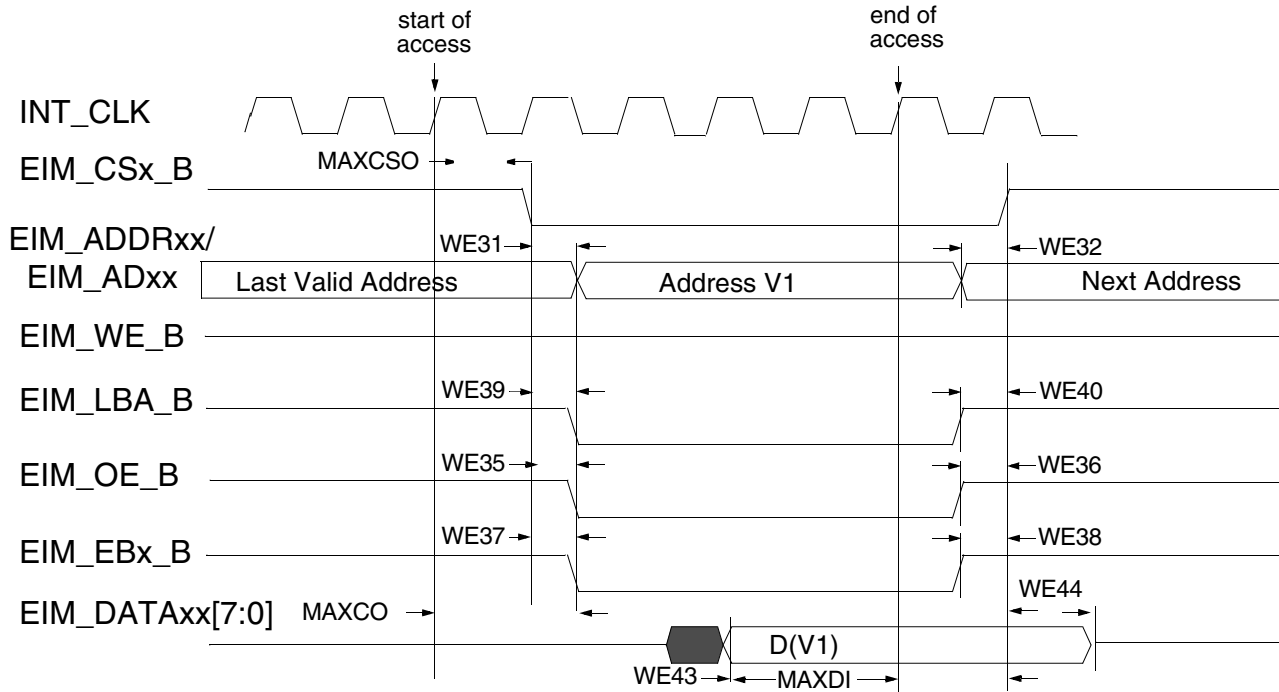 start of
access
end of
access
INT_CLK
EIM_CSx_B
MAXCSO
EIM_ADDRxx/
EIM_ADxx
WE31
WE32
Last Valid Address
Address V1
Next Address
EIM_WE_B
EIM_LBA_B
WE39
WE40
EIM_OE_B
WE35
WE36
EIM_EBx_B
WE37
WE38
EIM_DATAxx[7:0]
MAXCO
WE44
D(V1)
WE43
MAXDI